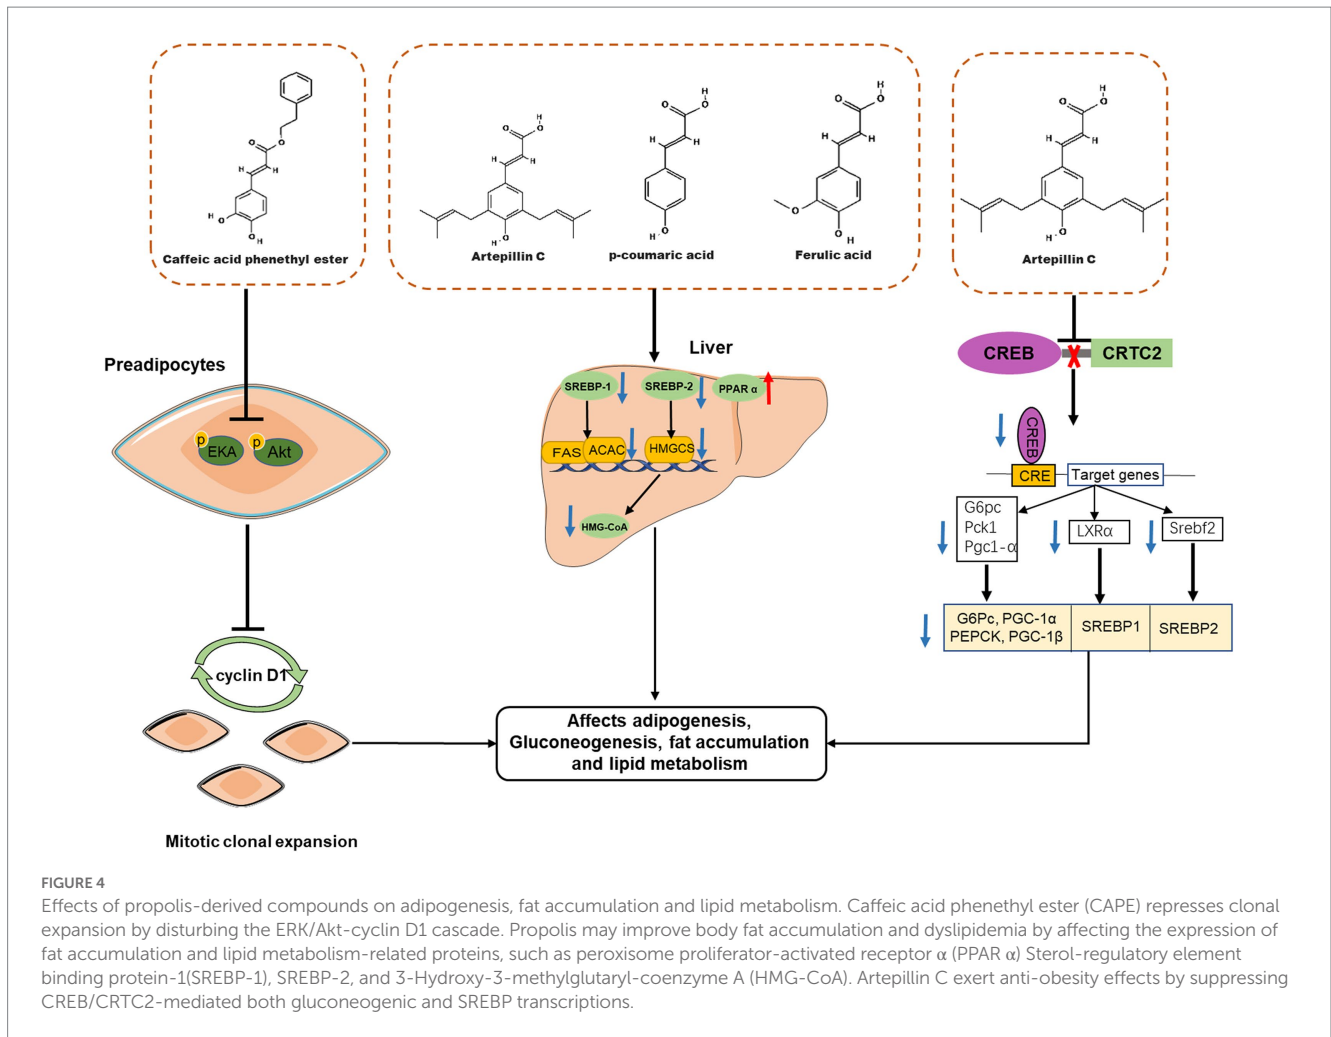 O
O
H
H
H
O
O
H
Caffeic acid phenethyl ester
H
O
O
H
H
O
H
Artepillin C
H
O
O
H
H
O
H
p-coumaric acid
H
O
O
H
H
O
O
H
Ferulic acid
H
O
O
H
H
O
H
Artepillin C
Preadipocytes
p
EKA
p
Akt
cyclin D1
Mitotic clonal expansion
Liver
SREBP-1
SREBP-2
PPAR α
FAS
ACAC
HMGCS
HMG-CoA
CREB
CRTC2
CREB
CRE
Target genes
G6pc
Pck1
Pgc1-α
LXRα
Srebf2
G6Pc, PGC-1α
PEPCK, PGC-1β
SREBP1
SREBP2
Affects adipogenesis,
Gluconeogenesis, fat accumulation
and lipid metabolism
FIGURE 4
Effects of propolis-derived compounds on adipogenesis, fat accumulation and lipid metabolism. Caffeic acid phenethyl ester (CAPE) represses clonal
expansion by disturbing the ERK/Akt-cyclin D1 cascade. Propolis may improve body fat accumulation and dyslipidemia by affecting the expression of
fat accumulation and lipid metabolism-related proteins, such as peroxisome proliferator-activated receptor α (PPAR α) Sterol-regulatory element
binding protein-1(SREBP-1), SREBP-2, and 3-Hydroxy-3-methylglutaryl-coenzyme A (HMG-CoA). Artepillin C exert anti-obesity effects by suppressing
CREB/CRTC2-mediated both gluconeogenic and SREBP transcriptions.